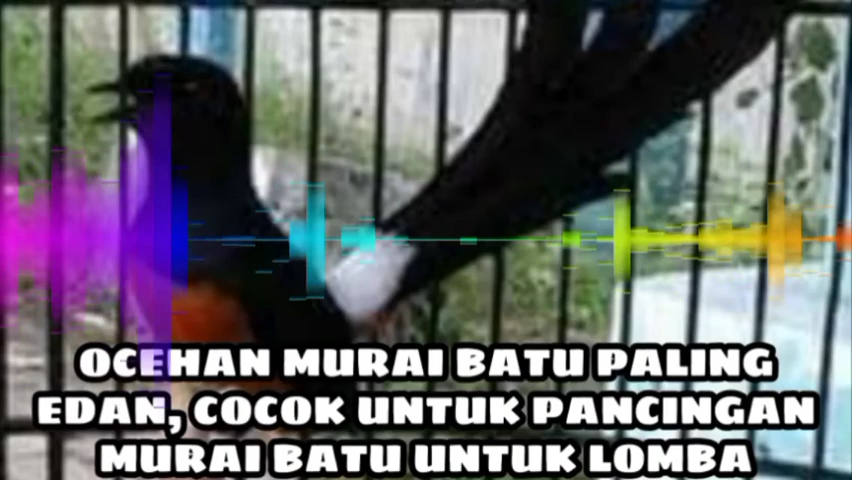 OCEHAN MURAI BATU PALING
EDAN, COCOK UNTUK PANCINGAN
MURAI BATU UNTUK LOMBA